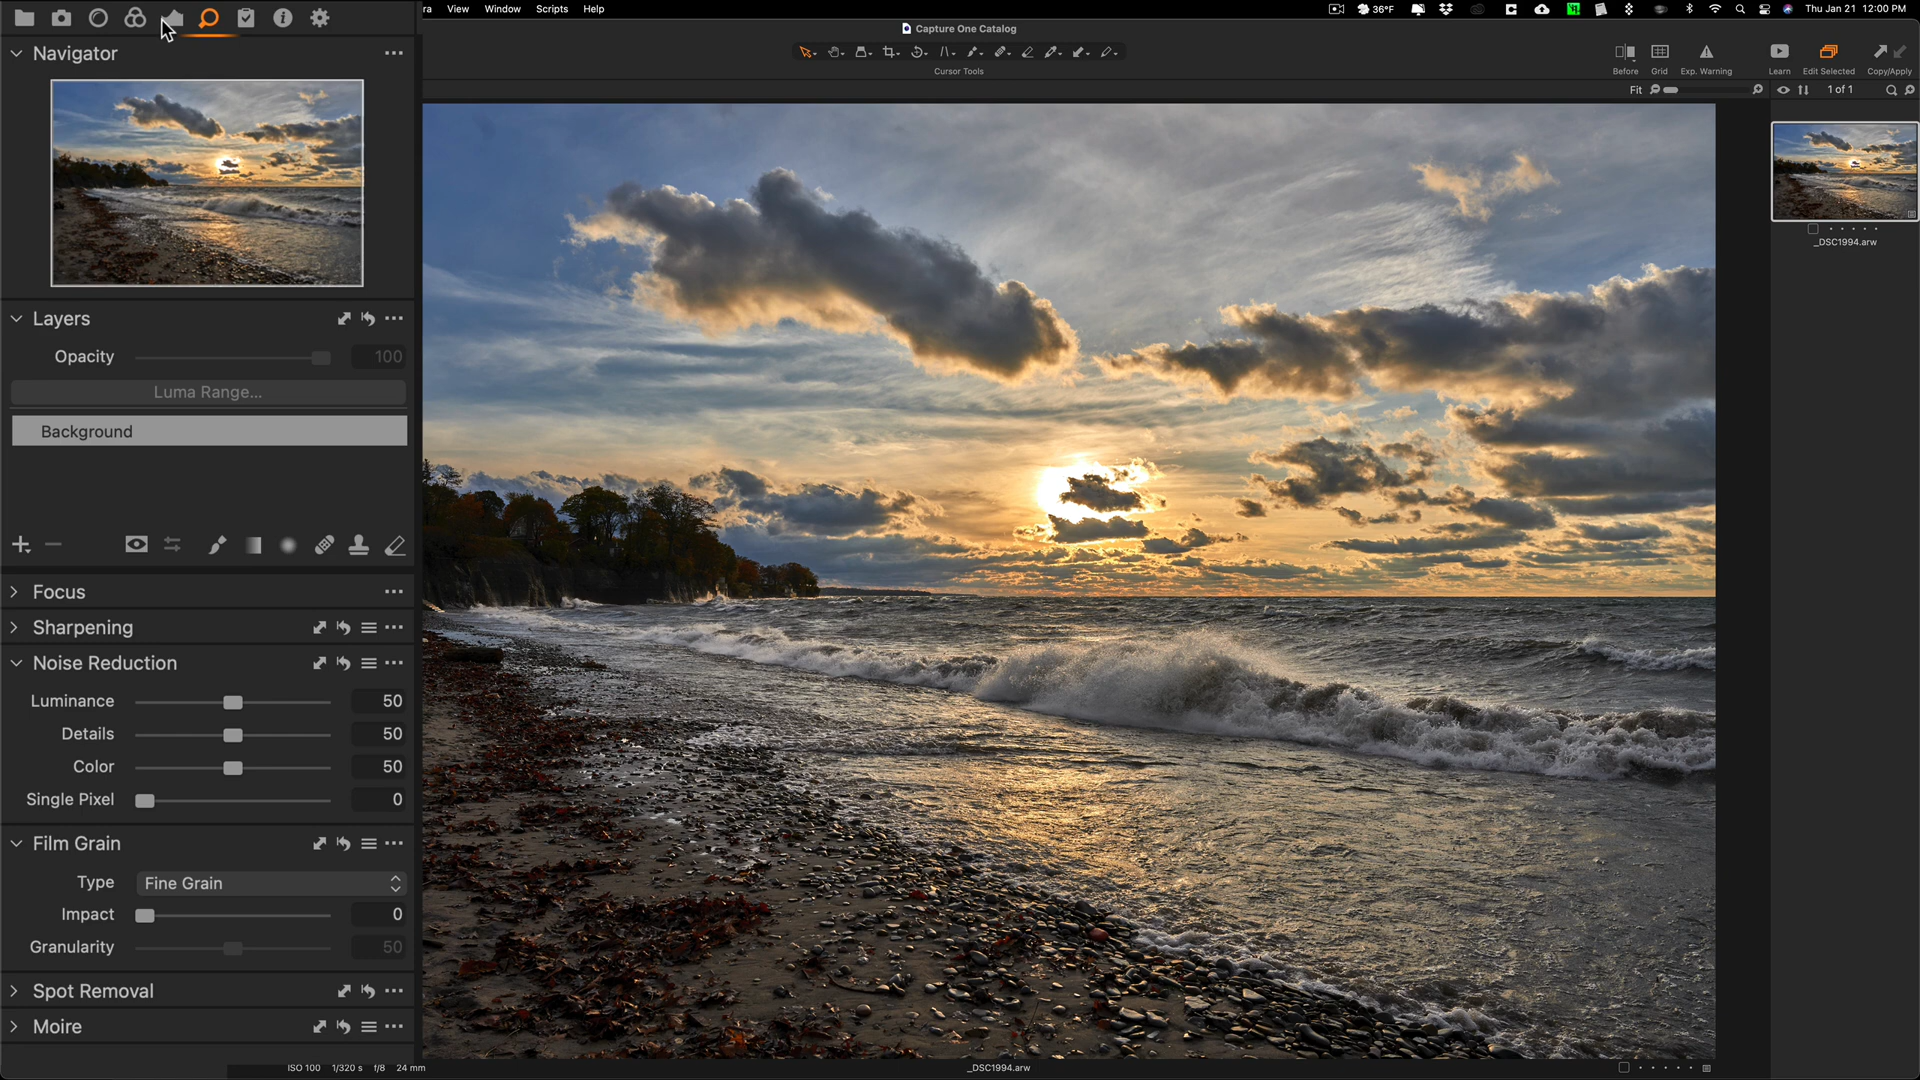 ra View Window Scripts Help
36°F
Thu Jan 21 12:00 PM
Capture One Catalog
Cursor Tools
Before Grid Exp. Warning
Learn Edit Selected Copy/Apply
Fit
1 of 1
Navigator
Layers
Opacity 100
Luma Range...
Background
Focus
Sharpening
Noise Reduction
Luminance 50
Details 50
Color 50
Single Pixel 0
Film Grain
Type Fine Grain
Impact 0
Granularity 50
Spot Removal
Moire
ISO 100 1/320 s f/8 24 mm
_DSC1994.arw
_DSC1994.arw